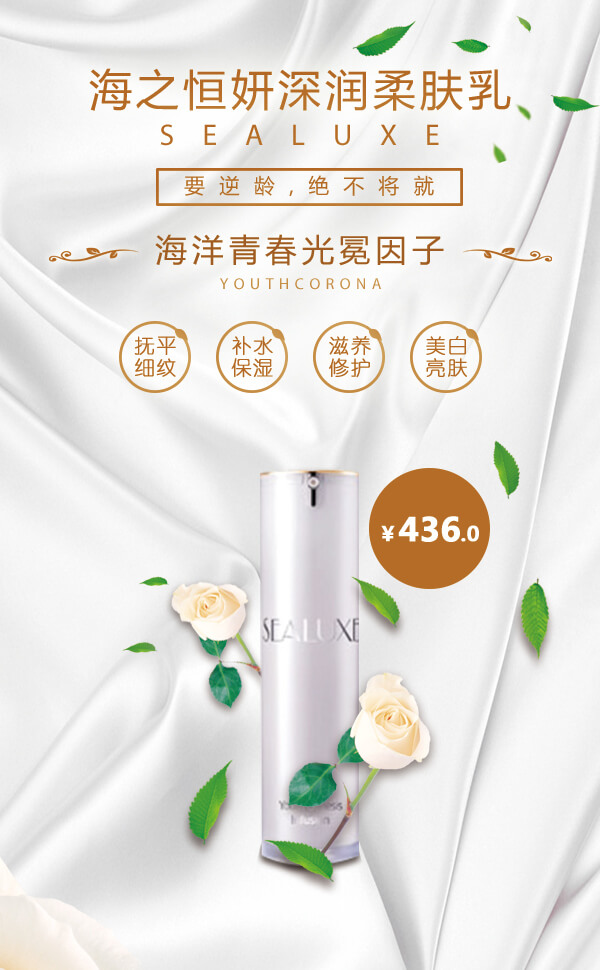 海之恒妍深润柔肤乳
SEALUXE
要逆龄,绝不将就
海洋青春光冕因子
YOUTHCORONA
抚平
细纹
补水
保湿
滋养
修护
美白
亮肤
¥436.0
SEALUXE